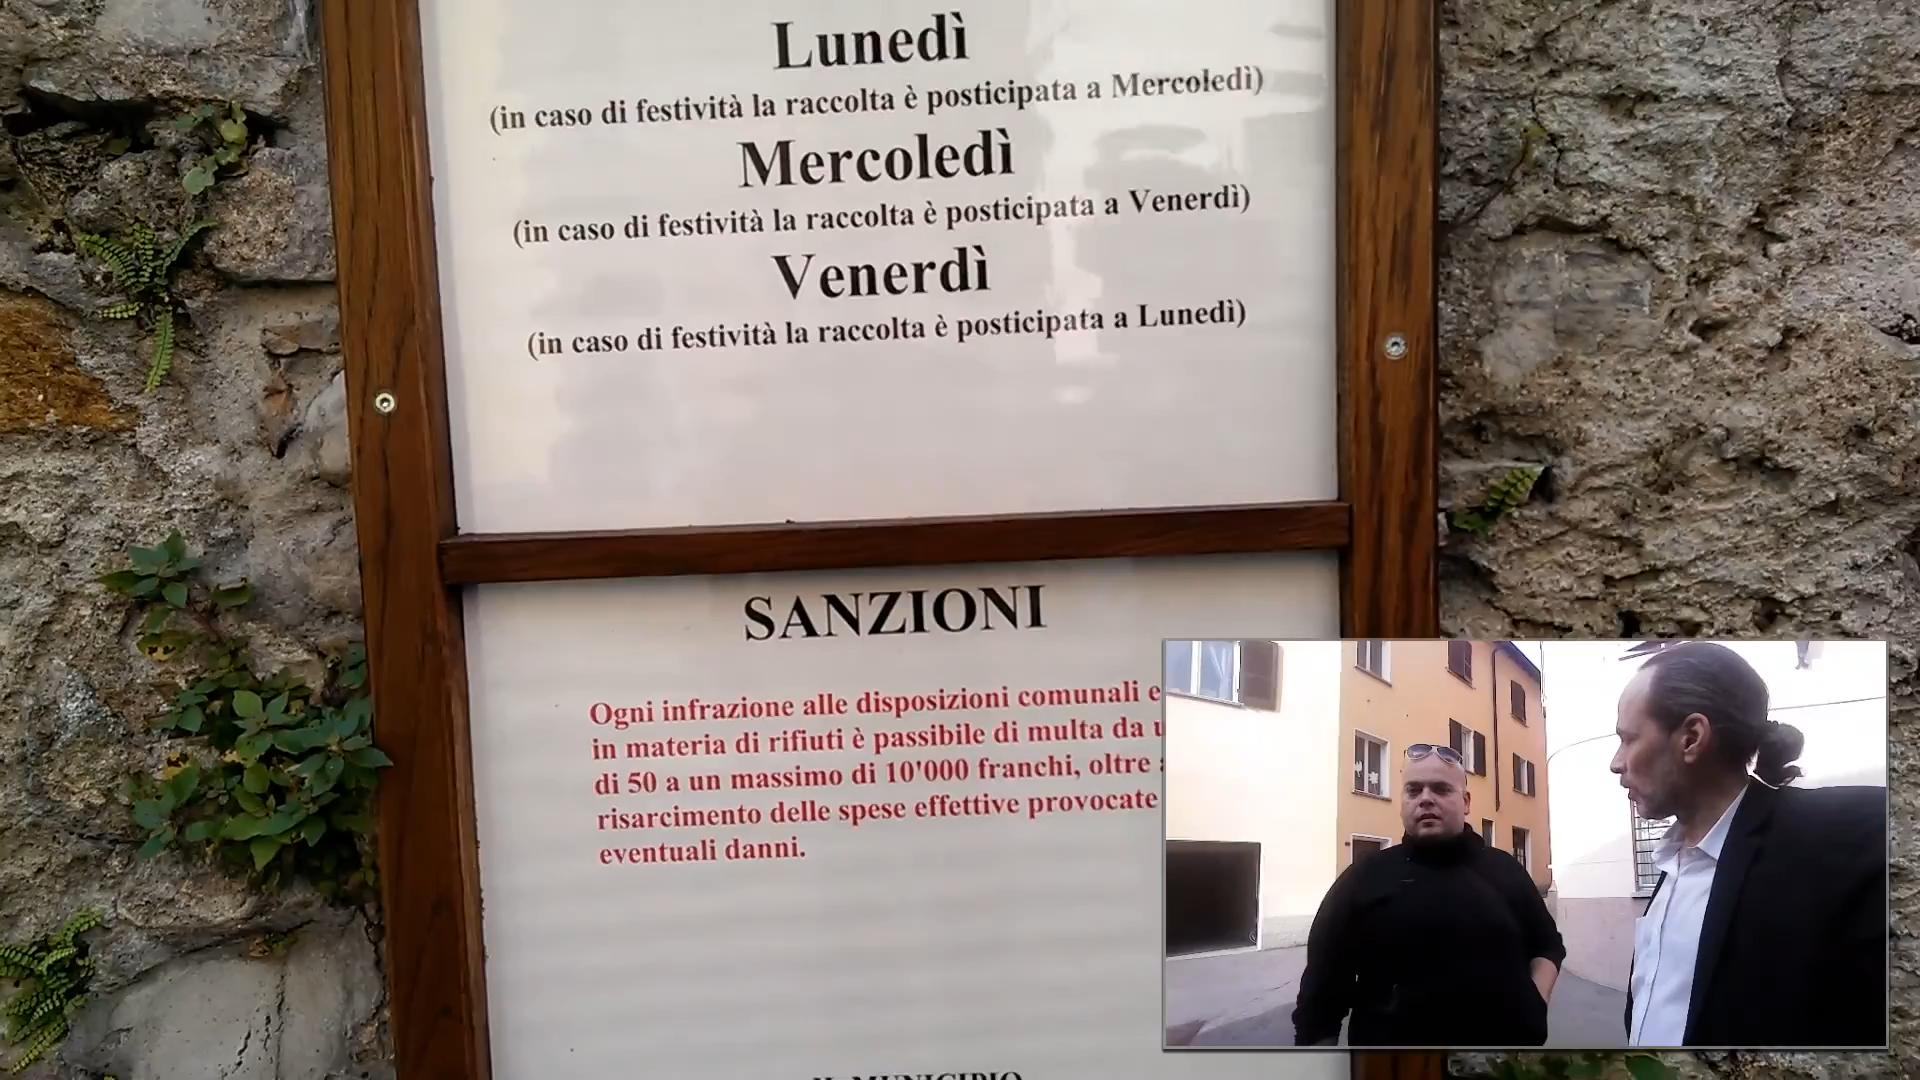 Lunedì
(in caso di festività la raccolta è posticipata a Mercoledì)
Mercoledì
(in caso di festività la raccolta è posticipata a Venerdì)
Venerdì
(in caso di festività la raccolta è posticipata a Lunedì)
SANZIONI
Ogni infrazione alle disposizioni comunali e
in materia di rifiuti è passibile di multa da
di 50 a un massimo di 10'000 franchi, oltre
risarcimento delle spese effettive provocate
eventuali danni.
IL MUNICIPIO